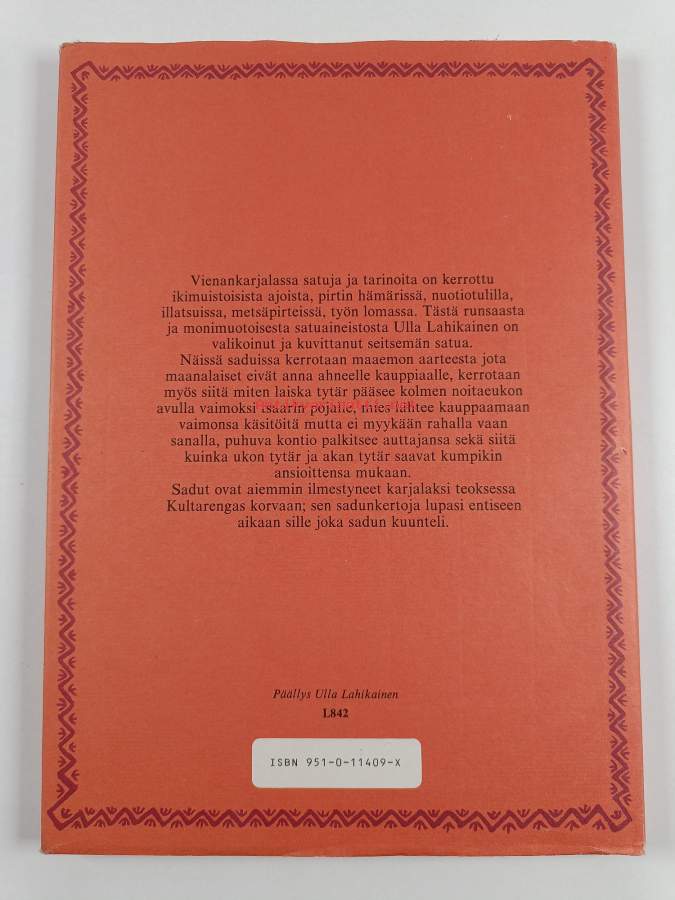 Vienankarjalassa satuja ja tarinoita on kerrottu
ikimuistoisista ajoista, pirtin hämärissä, nuotiotulilla,
illatsuissa, metsäpirteissä, työn lomassa. Tästä runsaasta
ja monimuotoisesta satuaineistosta Ulla Lahikainen on
valikoinut ja kuvittanut seitsemän satua.
Näissä saduissa kerrotaan maaemon aarteesta jota
maanalaiset eivät anna ahneelle kauppiaalle, kerrotaan
myös siitä miten laiska tytär pääsee kolmen noitaeukon
avulla vaimoksi tsaarin pojalle, mies lähtee kauppaamaan
vaimonsa käsitöitä mutta ei myykään rahalla vaan
sanalla, puhuva kontio palkitsee auttajansa sekä siitä
kuinka ukon tytär ja akan tytär saavat kumpikin
ansioittensa mukaan.
Sadut ovat aiemmin ilmestyneet karjalaksi teoksessa
Kultarengas korvaan; sen sadunkertoja lupasi entiseen
aikaan sille joka sadun kuunteli.
Päällys Ulla Lahikainen
L842
ISBN 951-0-11409-X